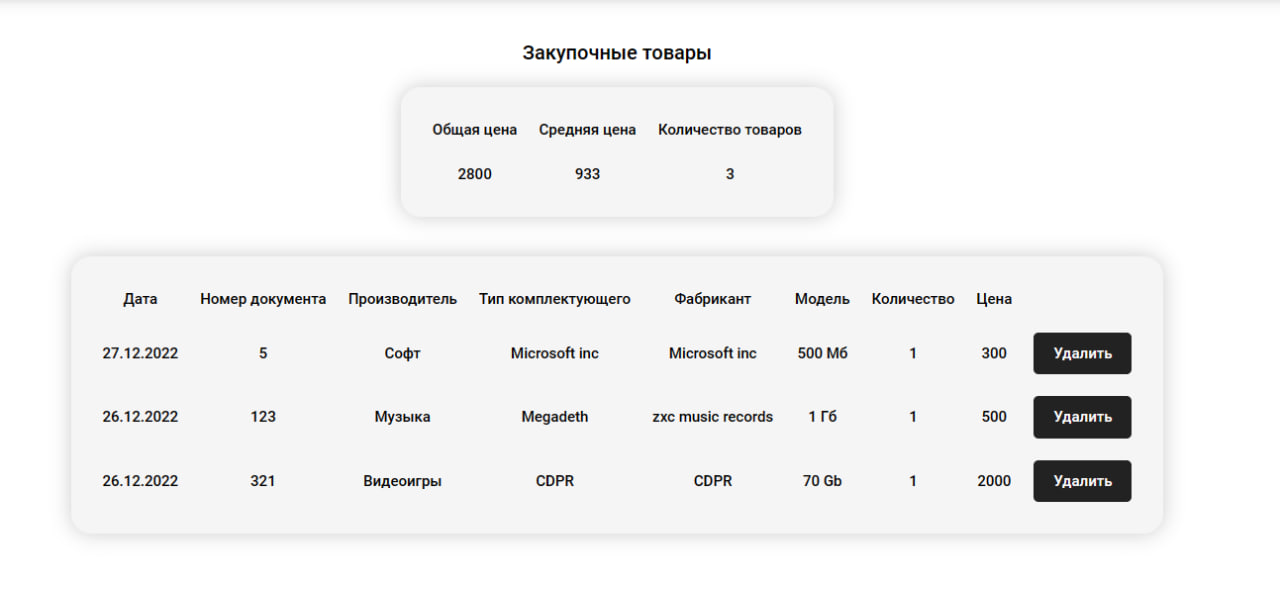 Закупочные товары
Общая цена Средняя цена Количество товаров
2800 933 3
Дата Номер документа Производитель Тип комплектующего Фабрикант Модель Количество Цена
27.12.2022 5 Софт Microsoft inc Microsoft inc 500 Мб 1 300 Удалить
26.12.2022 123 Музыка Megadeth zxc music records 1 Гб 1 500 Удалить
26.12.2022 321 Видеоигры CDPR CDPR 70 Gb 1 2000 Удалить